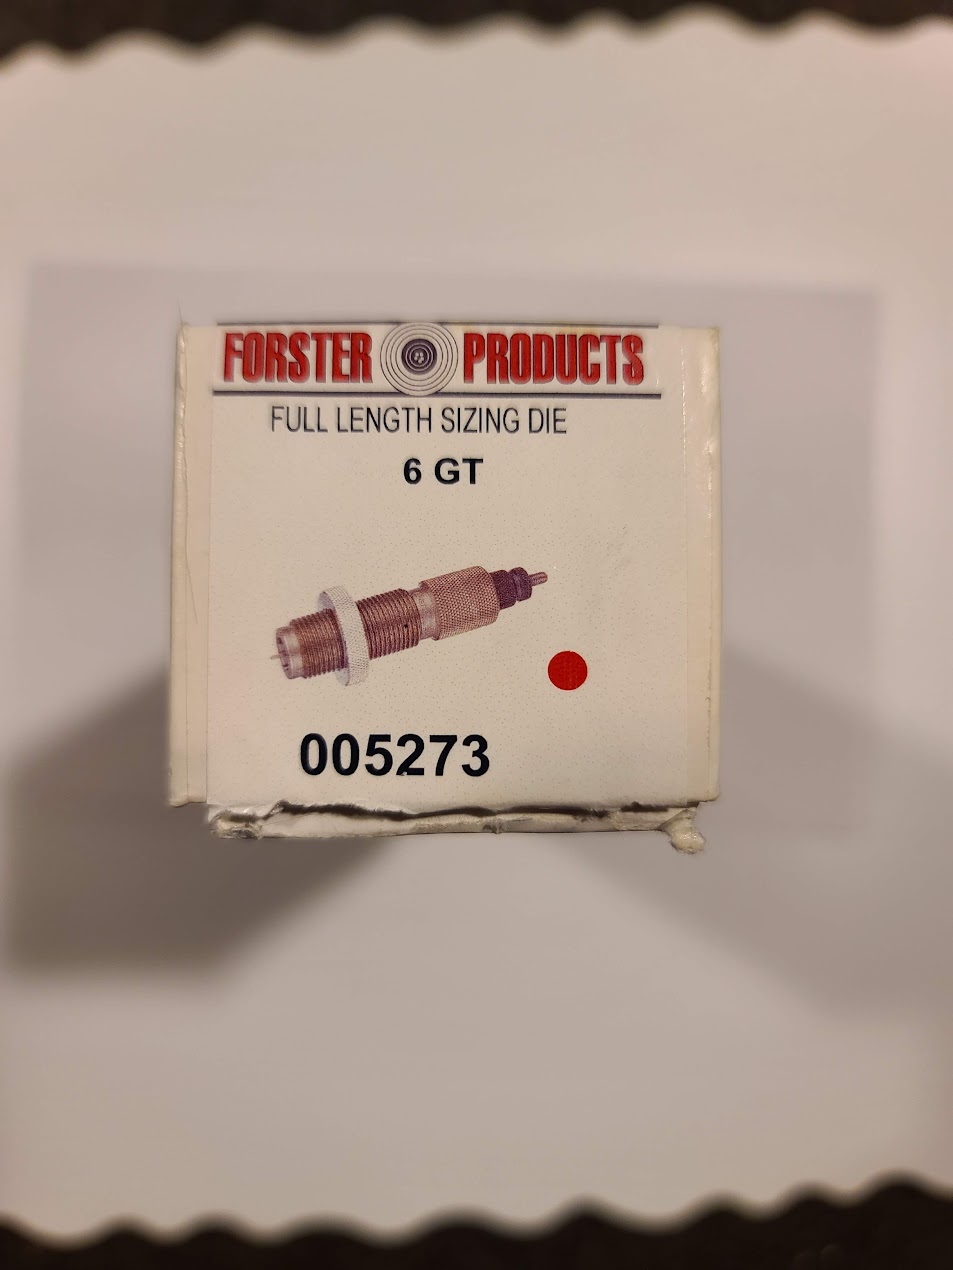 FORSTER PRODUCTS
FULL LENGTH SIZING DIE
6 GT
005273